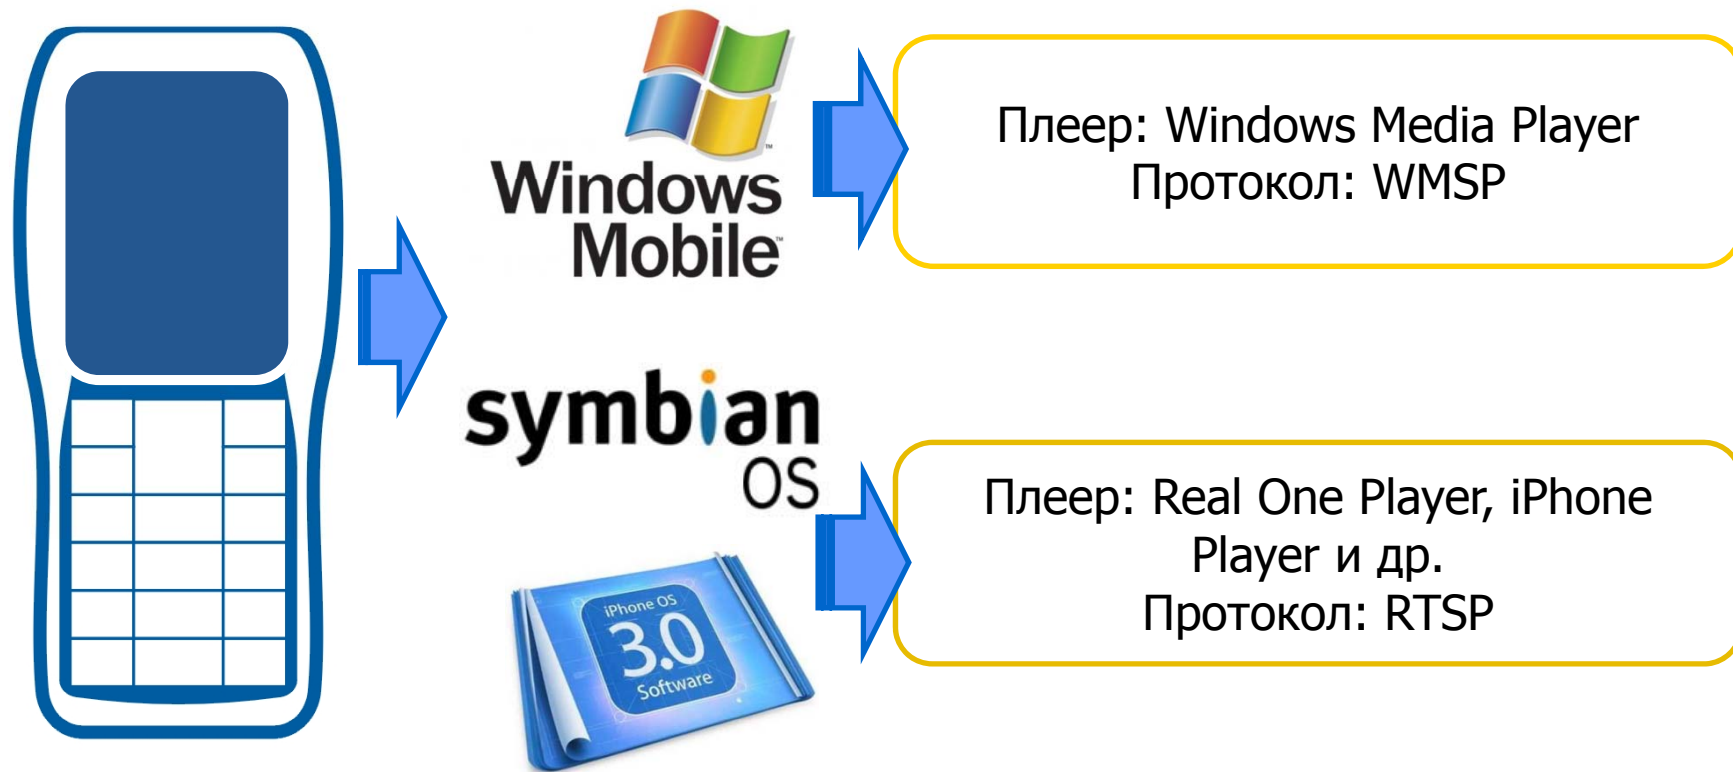 Windows
Mobile
Плеер: Windows Media Player
Протокол: WMSP
symbian
OS
iPhone OS
3.0
Software
Плеер: Real One Player, iPhone
Player и др.
Протокол: RTSP